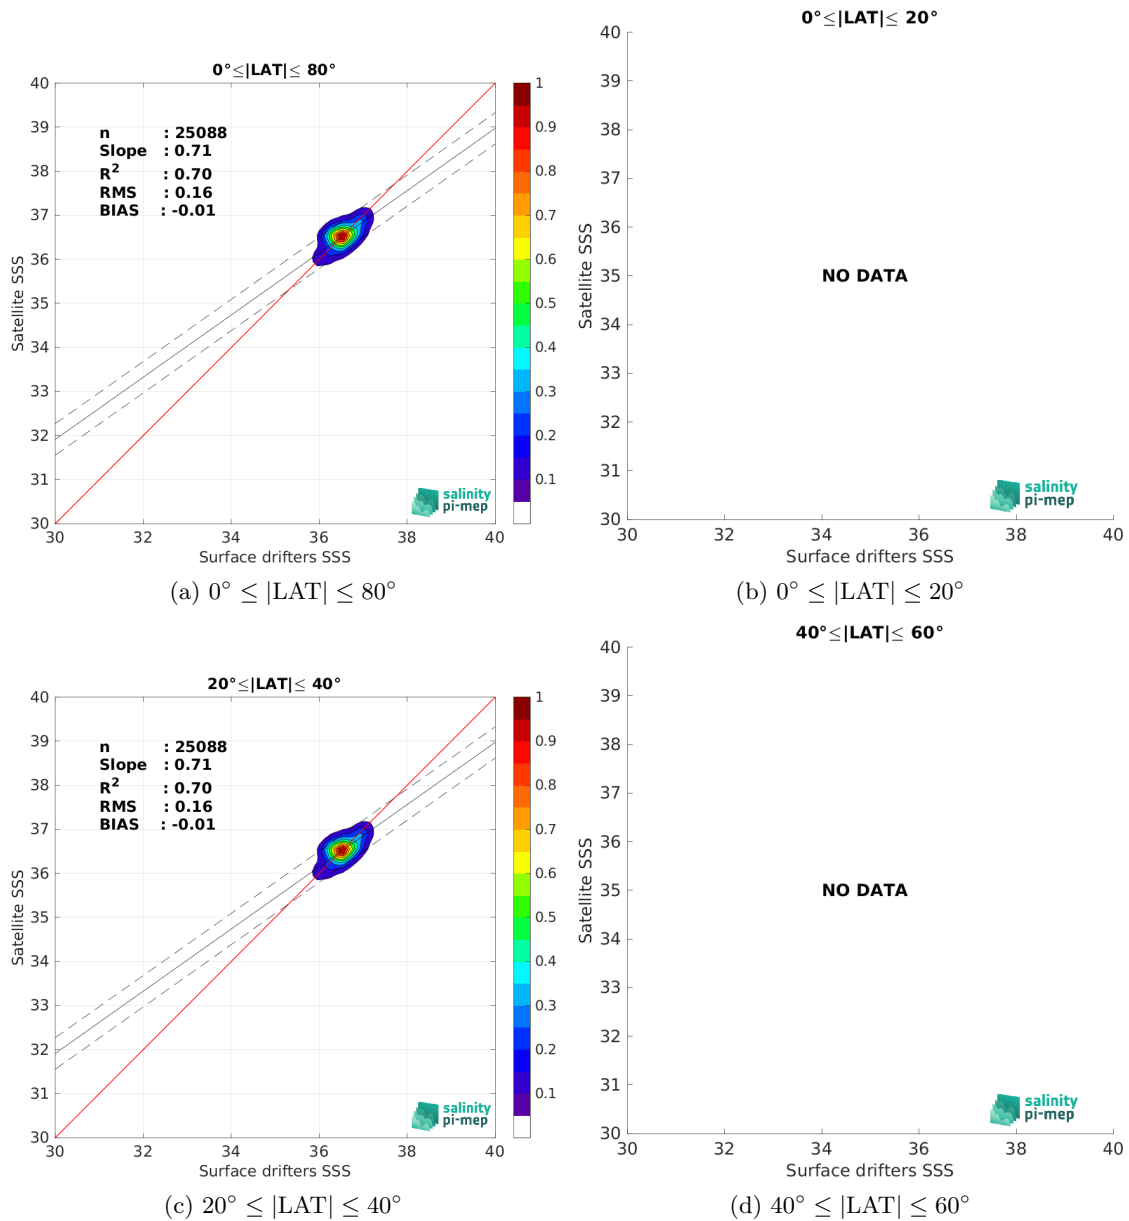 0°≤|LAT|≤ 80°
40
39
38
37
36
35
34
33
32
31
30
Satellite SSS
n : 25088
Slope : 0.71
R² : 0.70
RMS : 0.16
BIAS : -0.01
salinity
pi-mep
30 32 34 36 38 40
Surface drifters SSS
1
0.9
0.8
0.7
0.6
0.5
0.4
0.3
0.2
0.1
(a) 0° ≤ |LAT| ≤ 80°
0°≤|LAT|≤ 20°
40
39
38
37
36
35
34
33
32
31
30
Satellite SSS
NO DATA
salinity
pi-mep
30 32 34 36 38 40
Surface drifters SSS
(b) 0° ≤ |LAT| ≤ 20°
20°≤|LAT|≤ 40°
40
39
38
37
36
35
34
33
32
31
30
Satellite SSS
n : 25088
Slope : 0.71
R² : 0.70
RMS : 0.16
BIAS : -0.01
salinity
pi-mep
30 32 34 36 38 40
Surface drifters SSS
1
0.9
0.8
0.7
0.6
0.5
0.4
0.3
0.2
0.1
(c) 20° ≤ |LAT| ≤ 40°
40°≤|LAT|≤ 60°
40
39
38
37
36
35
34
33
32
31
30
Satellite SSS
NO DATA
salinity
pi-mep
30 32 34 36 38 40
Surface drifters SSS
(d) 40° ≤ |LAT| ≤ 60°